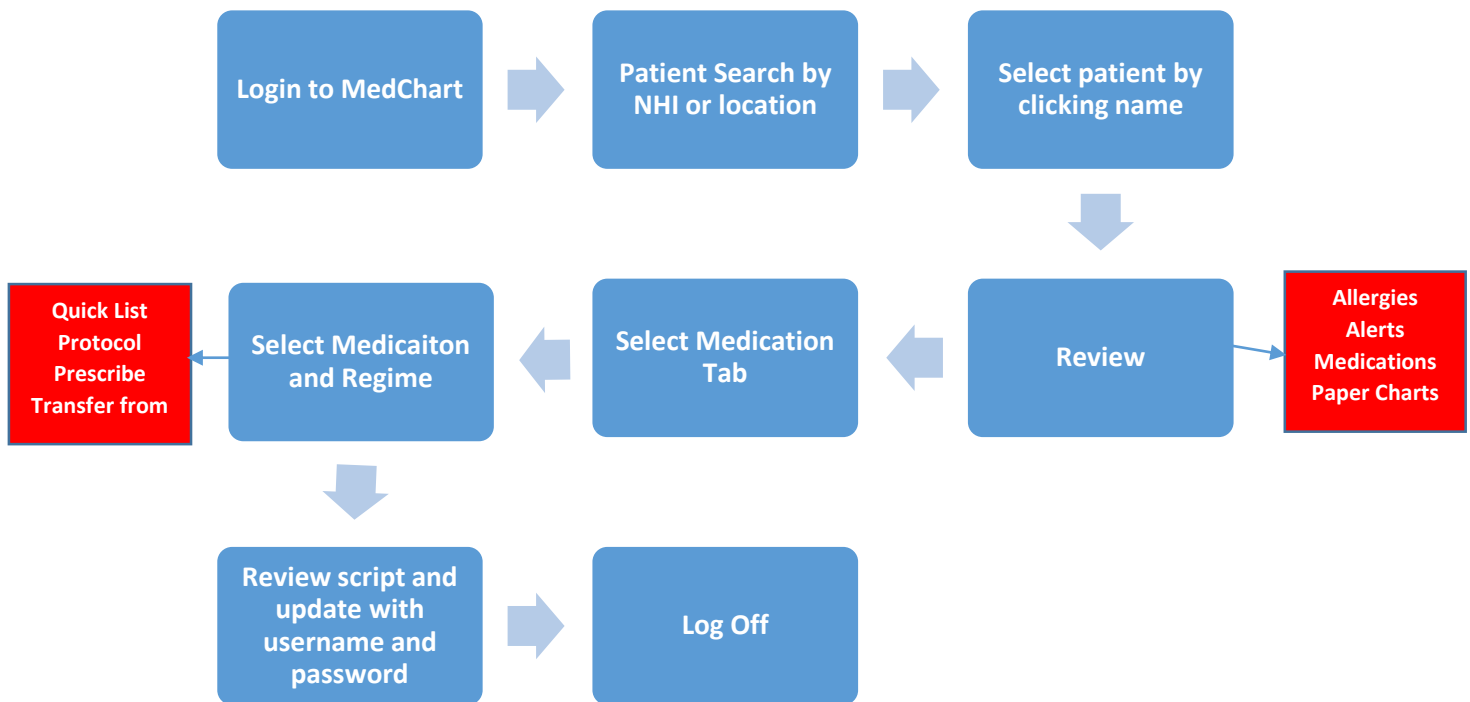 Login to MedChart
Patient Search by
NHI or location
Select patient by
clicking name
Review
Allergies
Alerts
Medications
Paper Charts
Select Medication
Tab
Select Medicaiton
and Regime
Quick List
Protocol
Prescribe
Transfer from
Review script and
update with
username and
password
Log Off